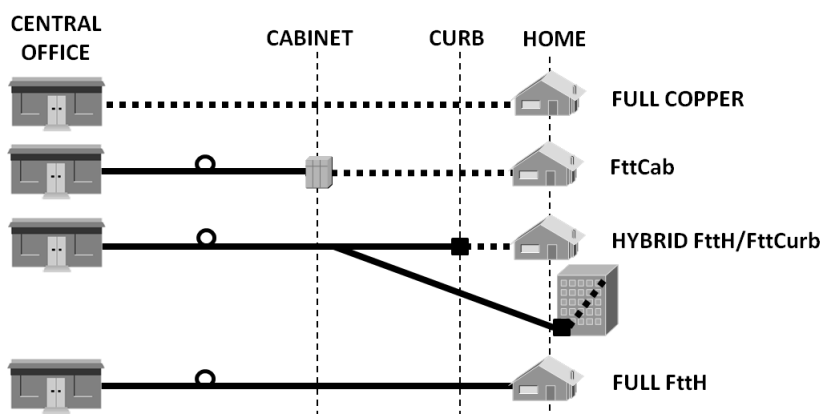 CENTRAL
OFFICE
CABINET
CURB
HOME
FULL COPPER
FttCab
HYBRID FttH/FttCurb
FULL FttH